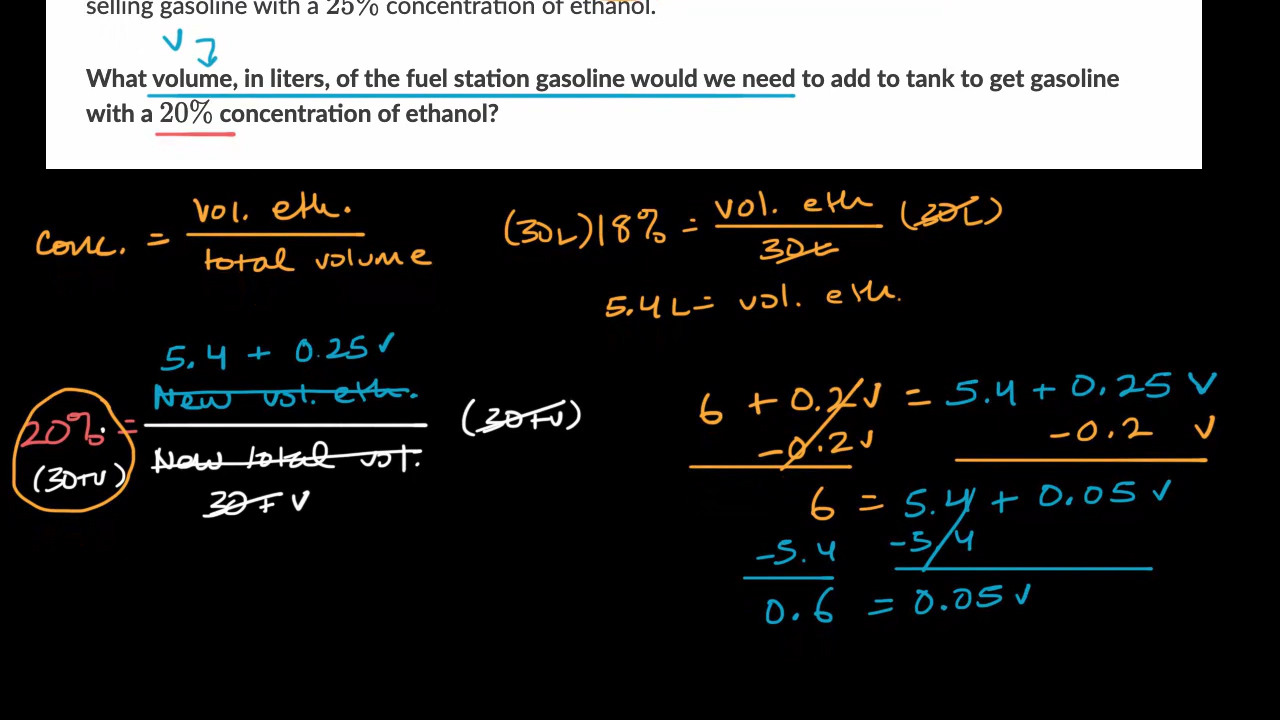 selling gasoline with a 25% concentration of ethanol.
v
What volume, in liters, of the fuel station gasoline would we need to add to tank to get gasoline
with a 20% concentration of ethanol?
conc. = vol. eth. / total volume
(30L)18% = vol. eth / 30L (30L)
5.4L = vol. eth.
5.4 + 0.25v
New vol. eth.
20% · (30+v) = (30+v)
New total vol.
30+v
6 + 0.2v = 5.4 + 0.25v
-0.2v -0.2 v
6 = 5.4 + 0.05v
-5.4 -5.4
0.6 = 0.05v